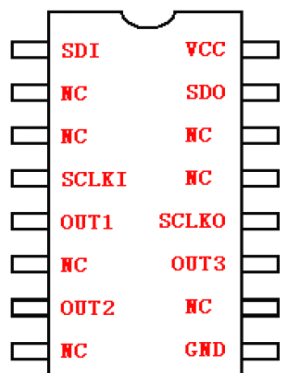 SDI VCC
NC SDO
NC NC
SCLKI NC
OUT1 SCLKO
NC OUT3
OUT2 NC
NC GND